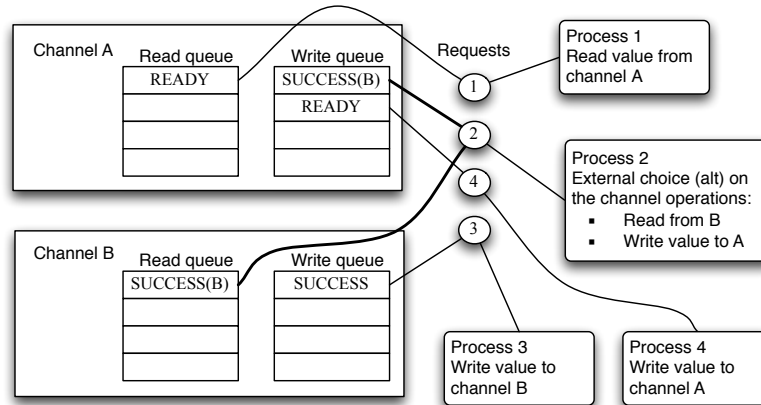 Channel A
Read queue
Write queue
READY
SUCCESS(B)
READY
Requests
1
2
4
3
Process 1
Read value from
channel A
Process 2
External choice (alt) on
the channel operations:
▪ Read from B
▪ Write value to A
Channel B
Read queue
Write queue
SUCCESS(B)
SUCCESS
Process 3
Write value to
channel B
Process 4
Write value to
channel A